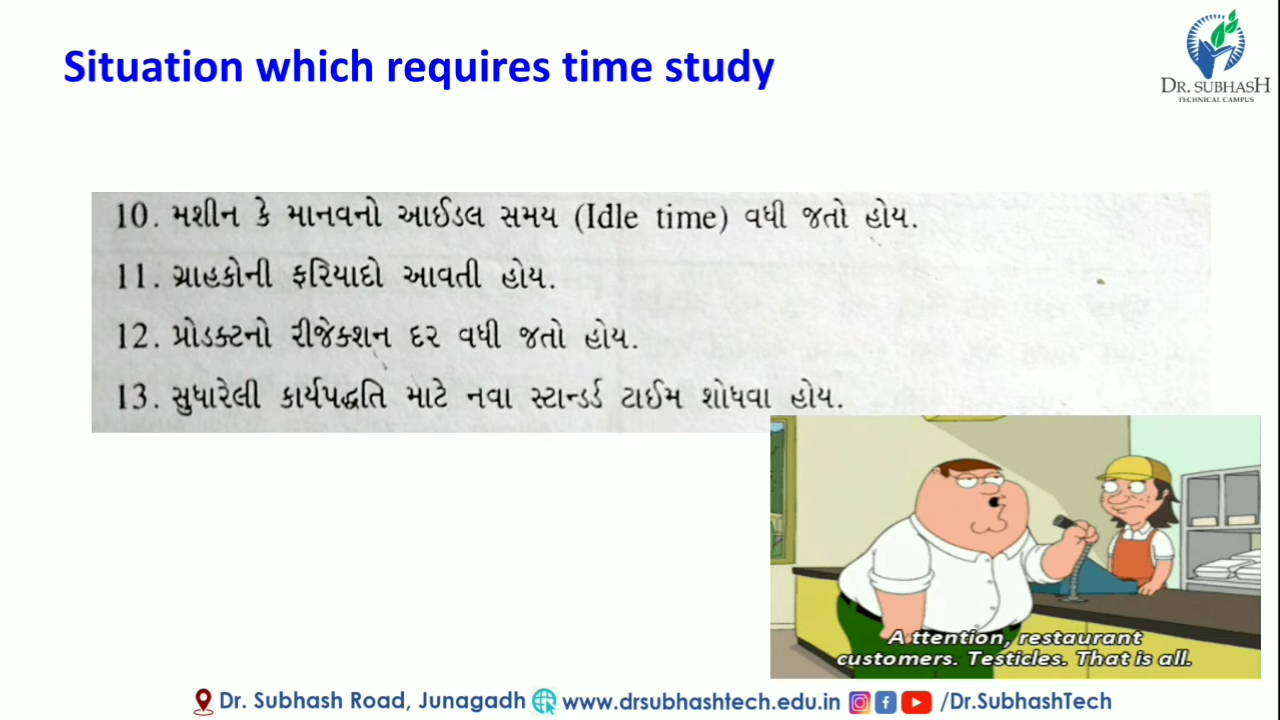 Situation which requires time study
DR. SUBHASH
TECHNICAL CAMPUS
10. મશીન કે માનવનો આઈડલ સમય (Idle time) વધી જતો હોય.
11. ગ્રાહકોની ફરિયાદો આવતી હોય.
12. પ્રોડક્ટનો રીજેક્શન દર વધી જતો હોય.
13. સુધારેલી કાર્યપદ્ધતિ માટે નવા સ્ટાન્ડર્ડ ટાઈમ શોધવા હોય.
Attention, restaurant
customers. Testicles. That is all.
Dr. Subhash Road, Junagadh www.drsubhashtech.edu.in /Dr.SubhashTech